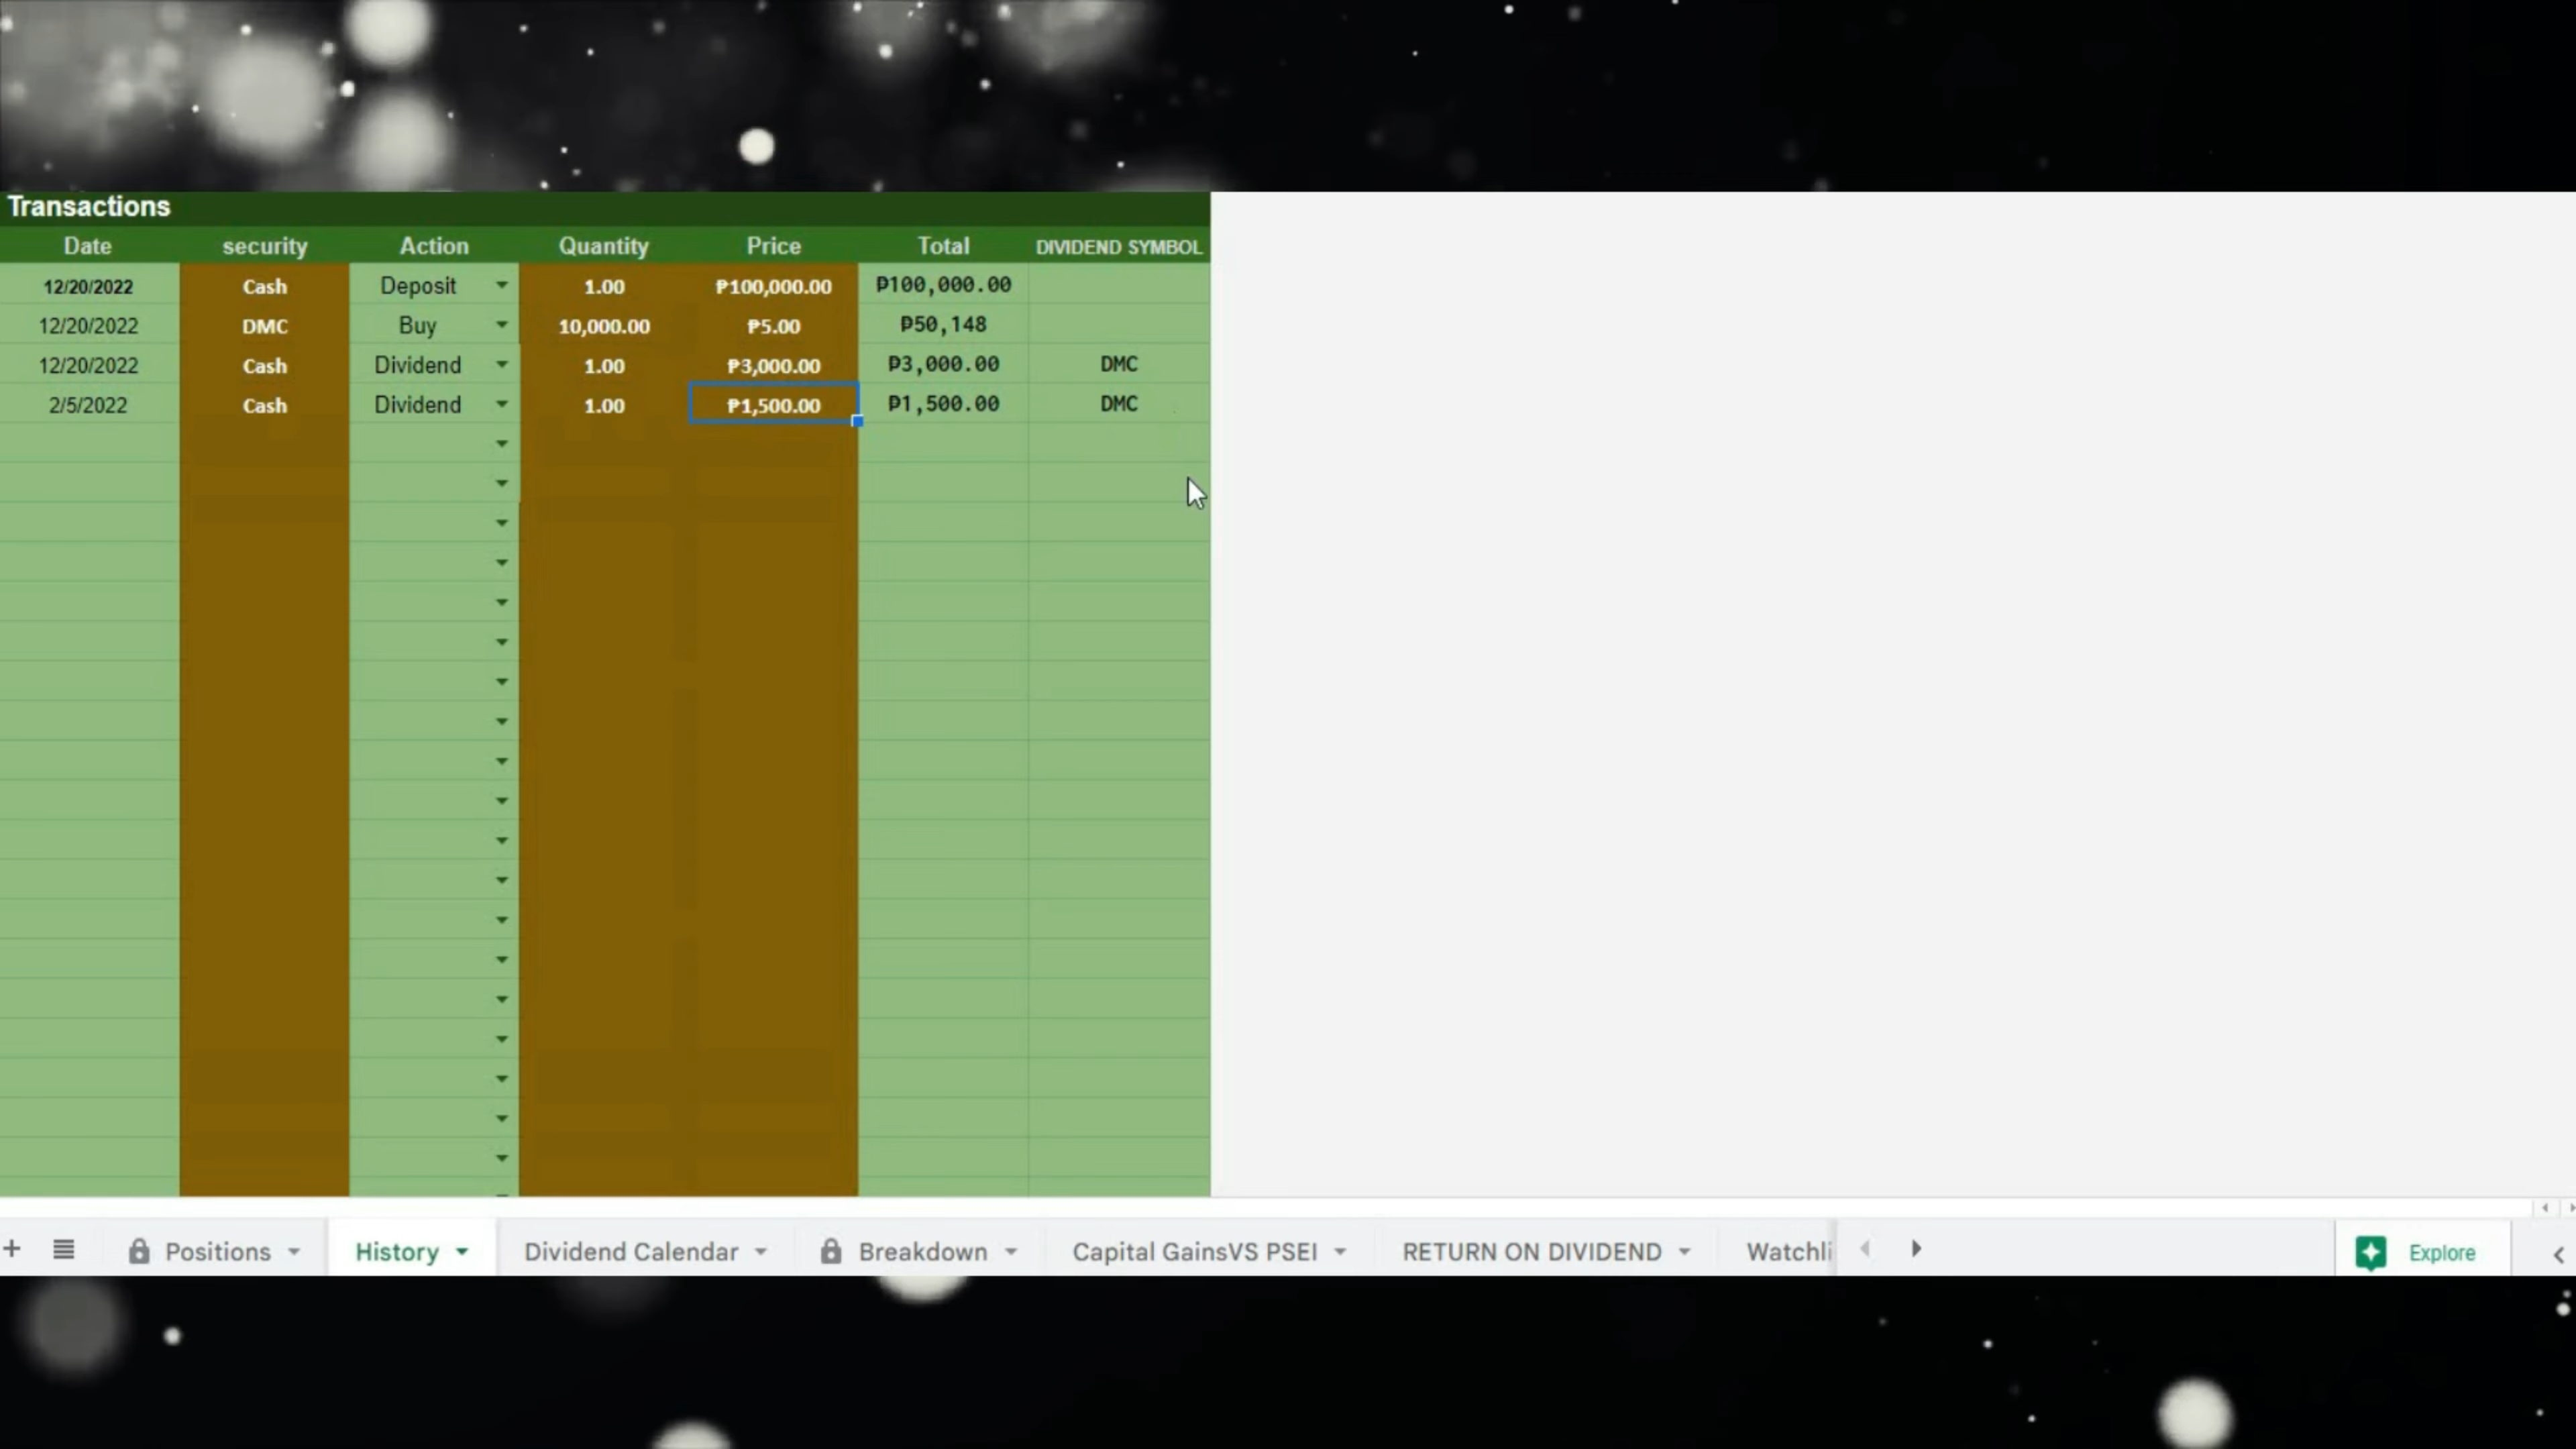 Transactions
Date security Action Quantity Price Total DIVIDEND SYMBOL
12/20/2022 Cash Deposit 1.00 ₱100,000.00 ₱100,000.00
12/20/2022 DMC Buy 10,000.00 ₱5.00 ₱50,148
12/20/2022 Cash Dividend 1.00 ₱3,000.00 ₱3,000.00 DMC
2/5/2022 Cash Dividend 1.00 ₱1,500.00 ₱1,500.00 DMC
Positions History Dividend Calendar Breakdown Capital GainsVS PSEI RETURN ON DIVIDEND Watchli Explore